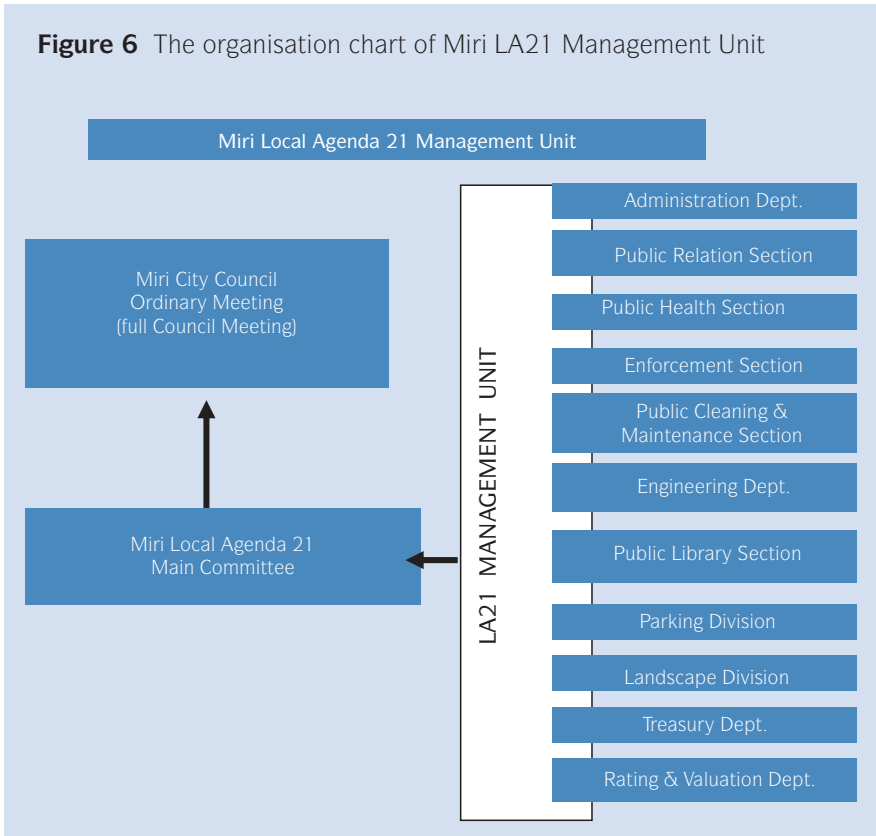 Figure 6 The organisation chart of Miri LA21 Management Unit
Miri Local Agenda 21 Management Unit
Miri City Council
Ordinary Meeting
(full Council Meeting)
Miri Local Agenda 21
Main Committee
LA21 MANAGEMENT UNIT
Administration Dept.
Public Relation Section
Public Health Section
Enforcement Section
Public Cleaning &
Maintenance Section
Engineering Dept.
Public Library Section
Parking Division
Landscape Division
Treasury Dept.
Rating & Valuation Dept.